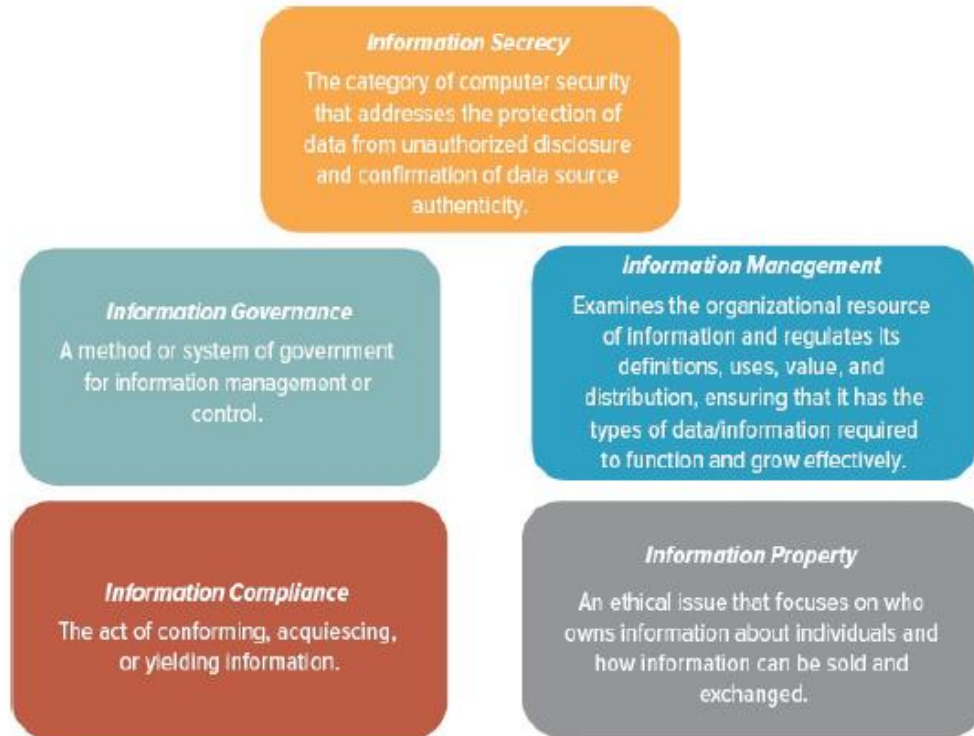 Information Secrecy
The category of computer security
that addresses the protection of
data from unauthorized disclosure
and confirmation of data source
authenticity.
Information Governance
A method or system of government
for information management or
control.
Information Management
Examines the organizational resource
of information and regulates its
definitions, uses, value, and
distribution, ensuring that it has the
types of data/information required
to function and grow effectively.
Information Compliance
The act of conforming, acquiescing,
or yielding information.
Information Property
An ethical issue that focuses on who
owns information about individuals and
how information can be sold and
exchanged.